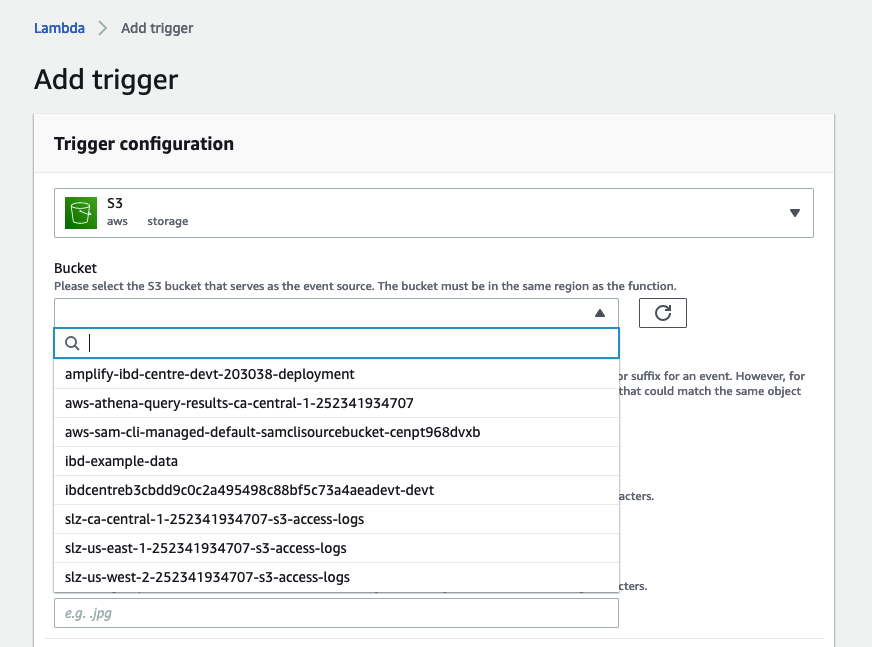 Lambda > Add trigger
Add trigger
Trigger configuration
S3
aws storage
Bucket
Please select the S3 bucket that serves as the event source. The bucket must be in the same region as the function.
amplify-ibd-centre-devt-203038-deployment
or suffix for an event. However, for
aws-athena-query-results-ca-central-1-252341934707
that could match the same object
aws-sam-cli-managed-default-samclisourcebucket-cenpt968dvxb
ibd-example-data
ibdcentreb3cbdd9c0c2a495498c88bf5c73a4aeadevt-devt
acters.
slz-ca-central-1-252341934707-s3-access-logs
slz-us-east-1-252341934707-s3-access-logs
slz-us-west-2-252341934707-s3-access-logs
cters.
e.g. .jpg